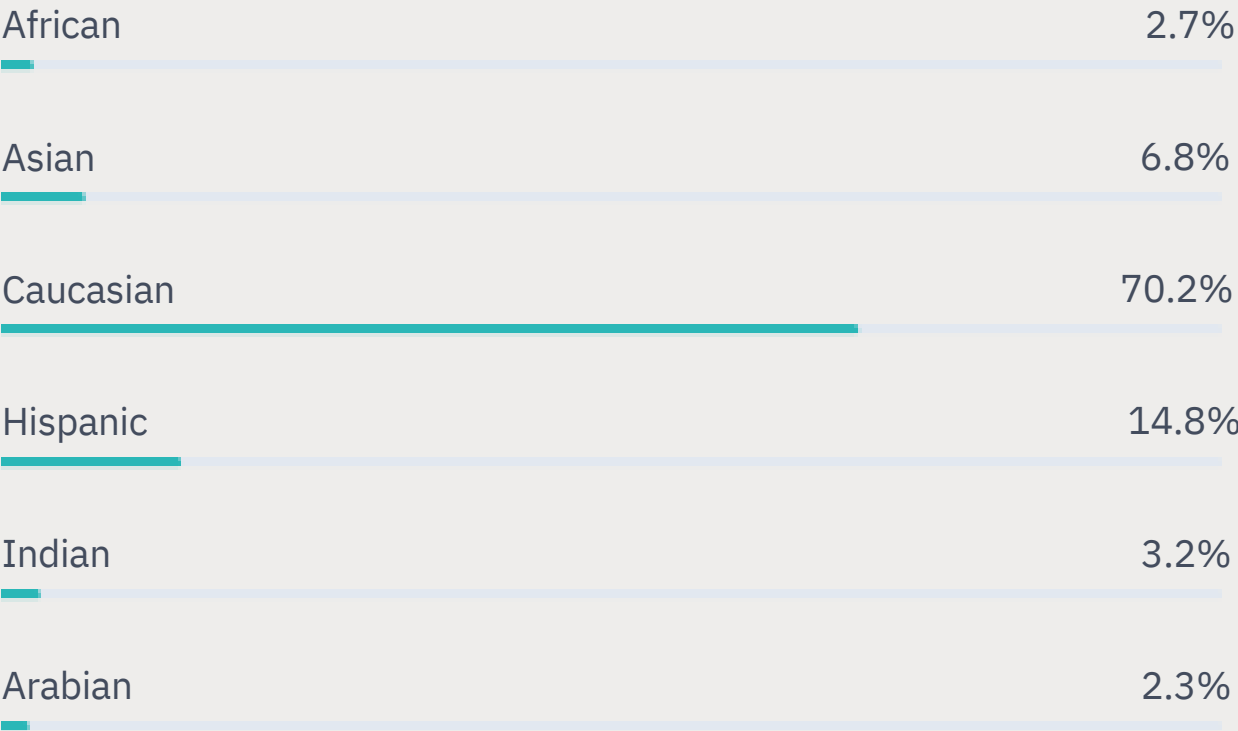 African 2.7%
Asian 6.8%
Caucasian 70.2%
Hispanic 14.8%
Indian 3.2%
Arabian 2.3%